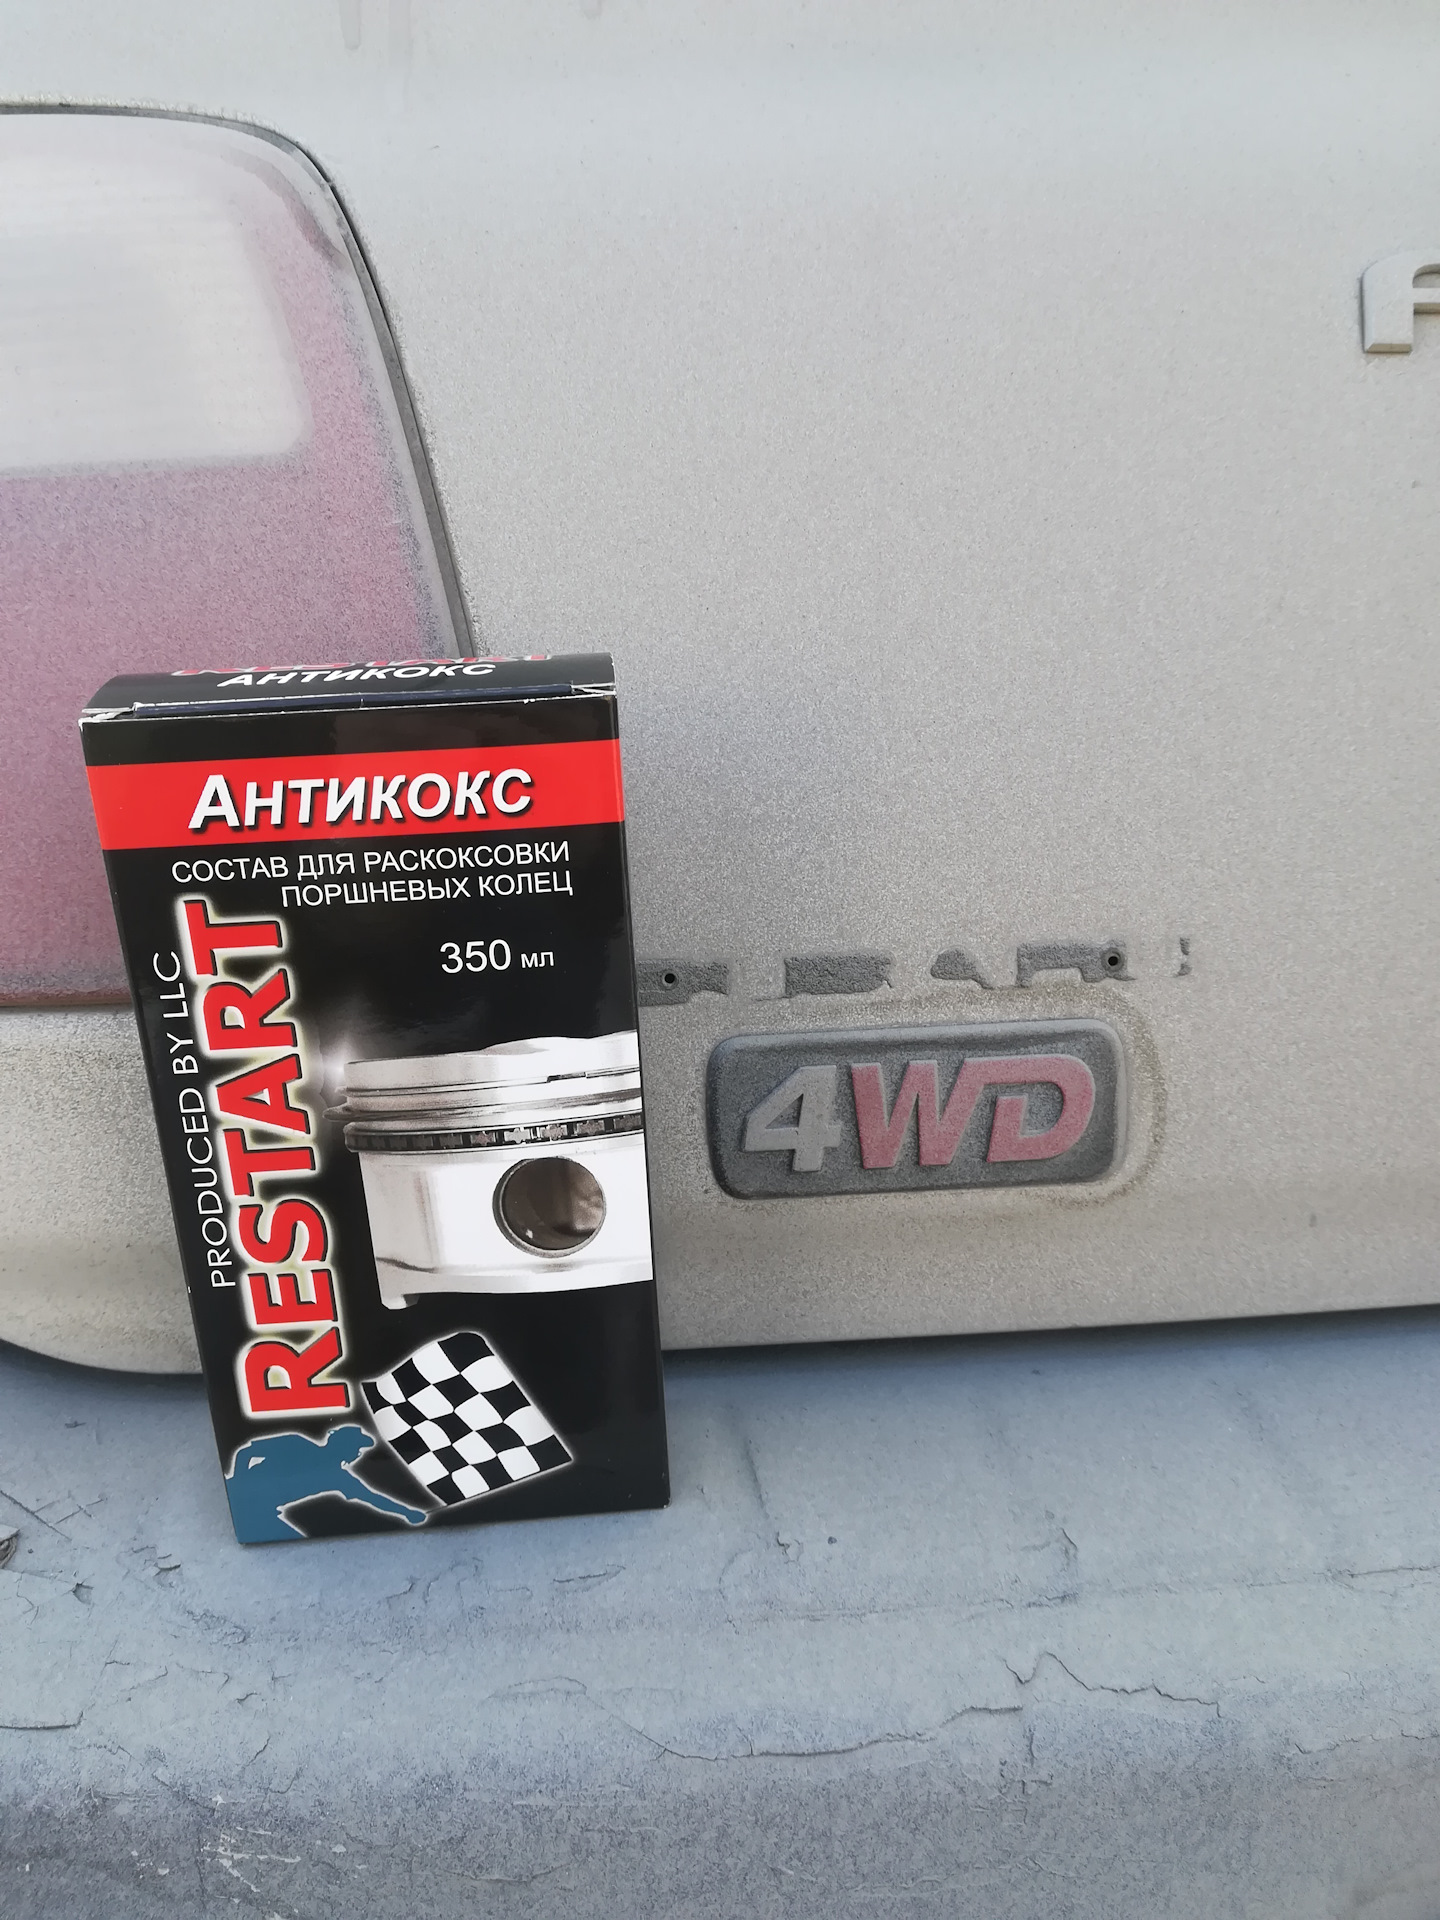 АНТИКОКС
АНТИКОКС
СОСТАВ ДЛЯ РАСКОКСОВКИ
ПОРШНЕВЫХ КОЛЕЦ
350 мл
PRODUCED BY LLC
RESTART
4WD